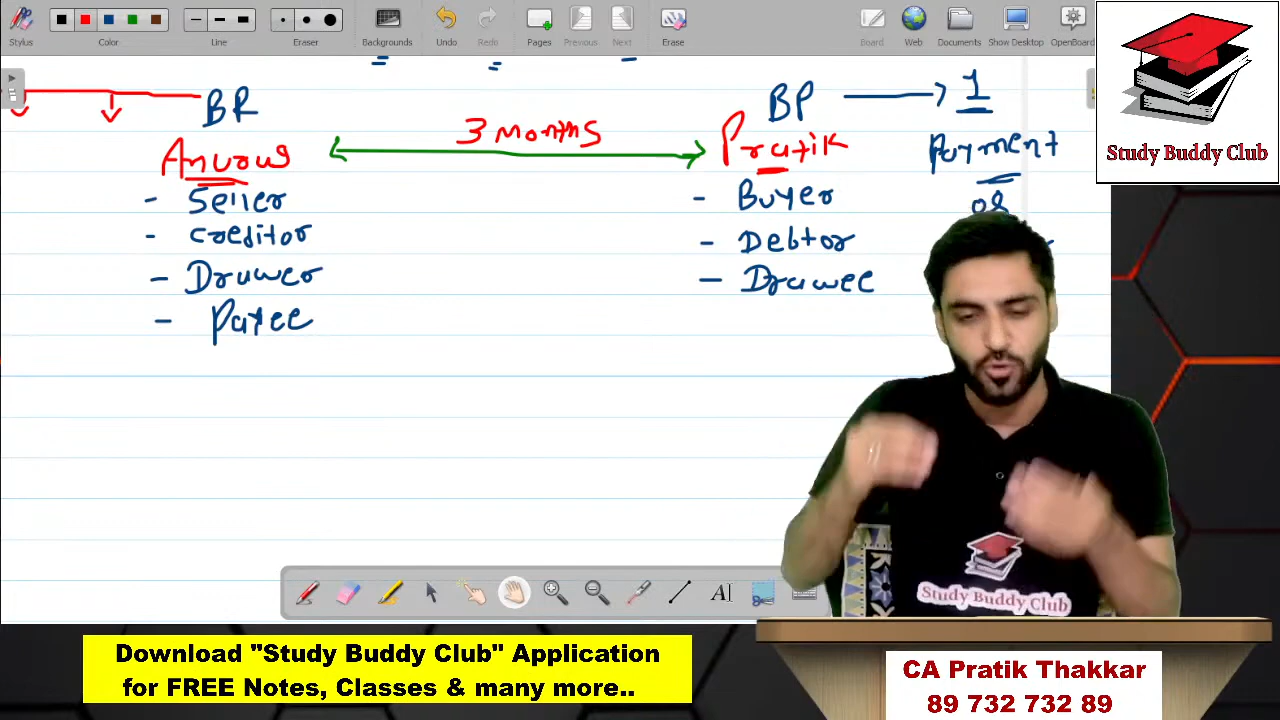 Stylus
Color
Line
Eraser
Backgrounds
Undo
Redo
Pages
Previous
Next
Erase
Board
Web
Documents
Show Desktop
OpenBoard
Study Buddy Club
BR
3 months
BP
1
Anurag
Pratik
Payment
- Seller
- Buyer
or
- Creditor
- Debtor
- Drawer
- Drawee
- Payee
Study Buddy Club
Download "Study Buddy Club" Application
for FREE Notes, Classes & many more..
CA Pratik Thakkar
89 732 732 89